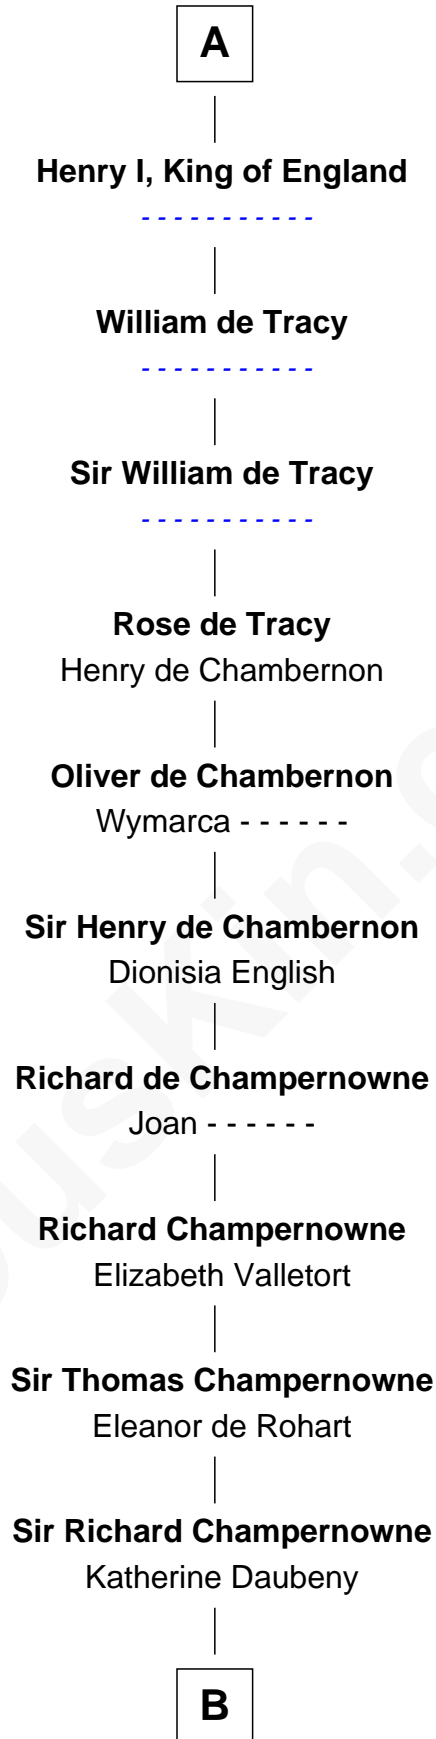 A
Henry I, King of England
- - - - - - - - - - -
William de Tracy
- - - - - - - - - - -
Sir William de Tracy
- - - - - - - - - - -
Rose de Tracy
Henry de Chambernon
Oliver de Chambernon
Wymarca - - - - - -
Sir Henry de Chambernon
Dionisia English
Richard de Champernowne
Joan - - - - - -
Richard Champernowne
Elizabeth Valletort
Sir Thomas Champernowne
Eleanor de Rohart
Sir Richard Champernowne
Katherine Daubeny
B